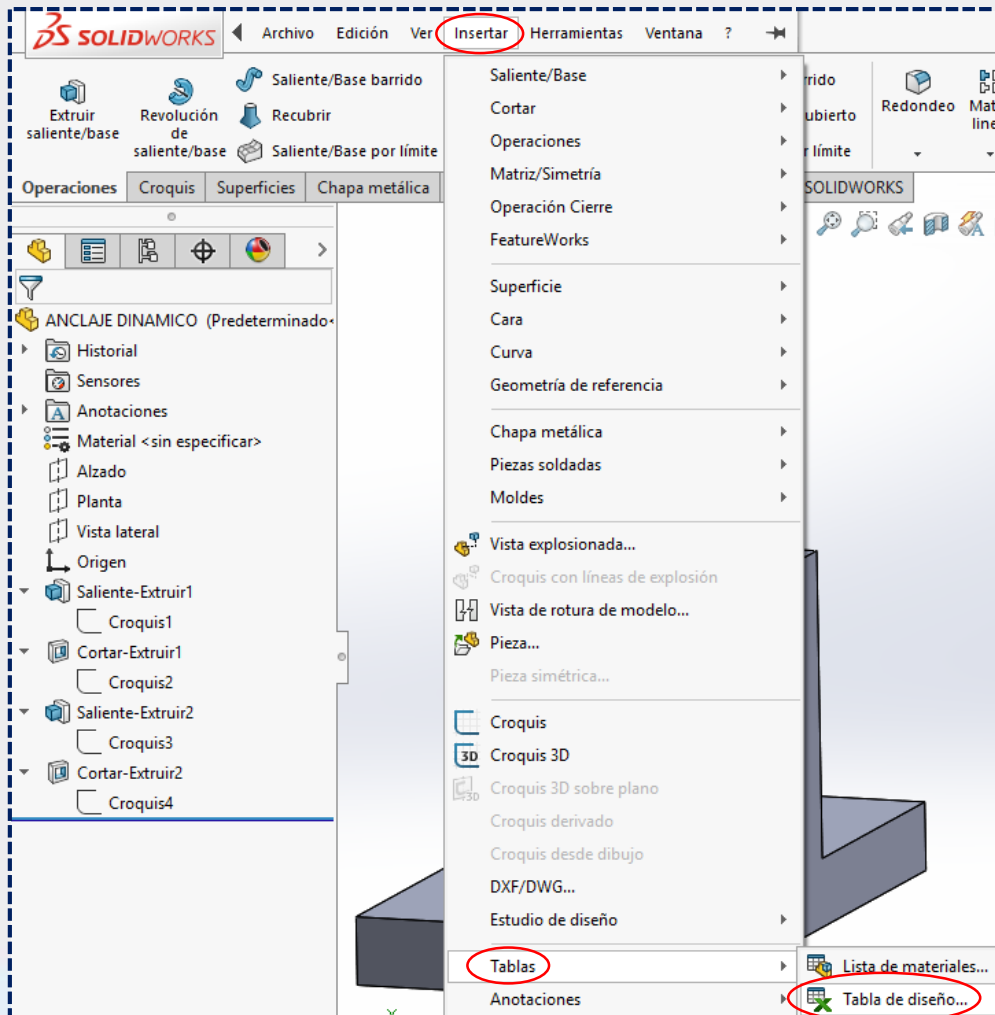 SOLIDWORKS
Archivo Edición Ver Insertar Herramientas Ventana ?
Extruir
saliente/base
Revolución
de
saliente/base
Saliente/Base barrido
Recubrir
Saliente/Base por límite
rrido
ubierto
r límite
Redondeo
Mat
line
Operaciones Croquis Superficies Chapa metálica SOLIDWORKS
ANCLAJE DINAMICO (Predeterminado<
Historial
Sensores
Anotaciones
Material <sin especificar>
Alzado
Planta
Vista lateral
Origen
Saliente-Extruir1
Croquis1
Cortar-Extruir1
Croquis2
Saliente-Extruir2
Croquis3
Cortar-Extruir2
Croquis4
Saliente/Base
Cortar
Operaciones
Matriz/Simetría
Operación Cierre
FeatureWorks
Superficie
Cara
Curva
Geometría de referencia
Chapa metálica
Piezas soldadas
Moldes
Vista explosionada...
Croquis con líneas de explosión
Vista de rotura de modelo...
Pieza...
Pieza simétrica...
Croquis
3D Croquis 3D
Croquis 3D sobre plano
Croquis derivado
Croquis desde dibujo
DXF/DWG...
Estudio de diseño
Tablas
Anotaciones
Lista de materiales...
Tabla de diseño...